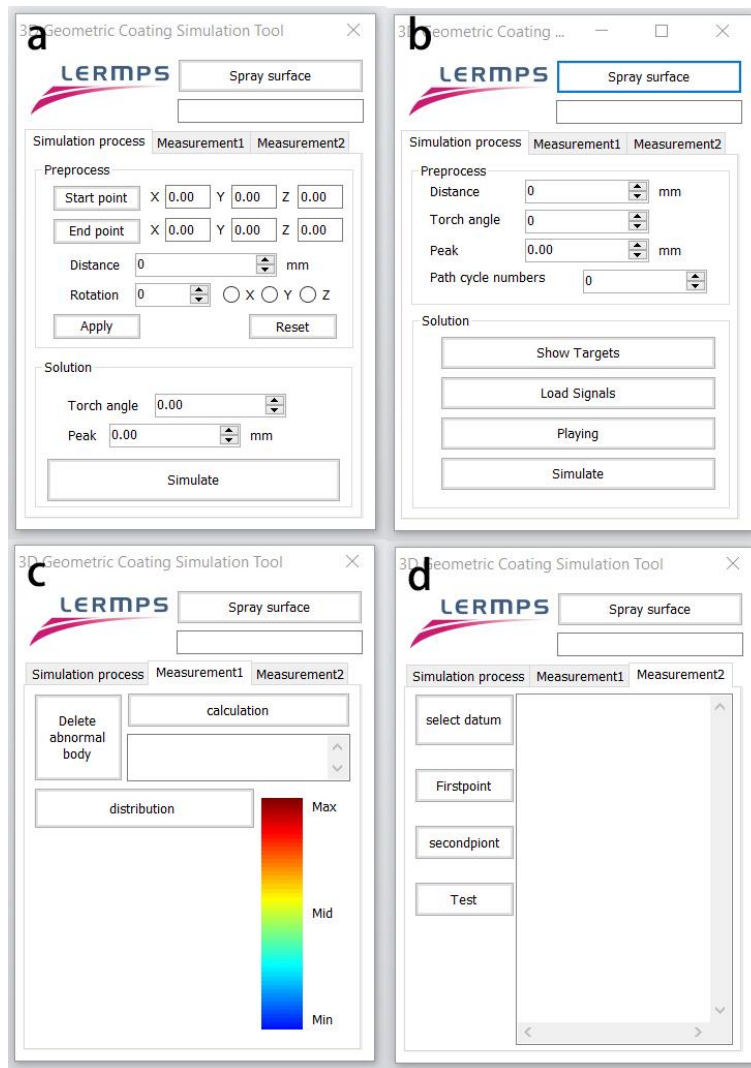 a
3D Geometric Coating Simulation Tool
LERMPS
Spray surface
Simulation process Measurement1 Measurement2
Preprocess
Start point X 0.00 Y 0.00 Z 0.00
End point X 0.00 Y 0.00 Z 0.00
Distance 0 mm
Rotation 0 X Y Z
Apply Reset
Solution
Torch angle 0.00
Peak 0.00 mm
Simulate
b
3D Geometric Coating ...
LERMPS
Spray surface
Simulation process Measurement1 Measurement2
Preprocess
Distance 0 mm
Torch angle 0
Peak 0.00 mm
Path cycle numbers 0
Solution
Show Targets
Load Signals
Playing
Simulate
c
3D Geometric Coating Simulation Tool
LERMPS
Spray surface
Simulation process Measurement1 Measurement2
Delete
abnormal
body
calculation
distribution
Max
Mid
Min
d
3D Geometric Coating Simulation Tool
LERMPS
Spray surface
Simulation process Measurement1 Measurement2
select datum
Firstpoint
secondpiont
Test